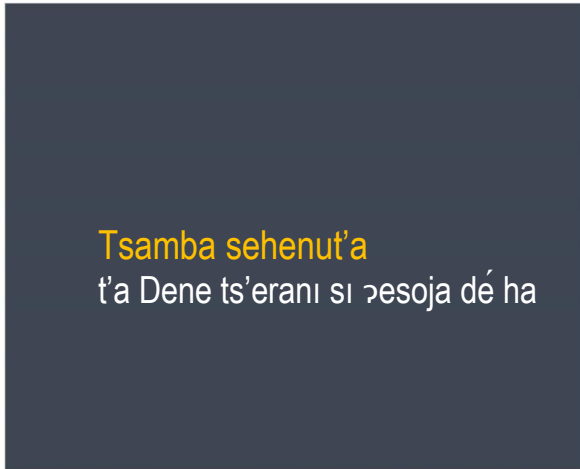 Tsamba sehenut’a
t’a Dene ts’eranı sı ɂesoja dé ha